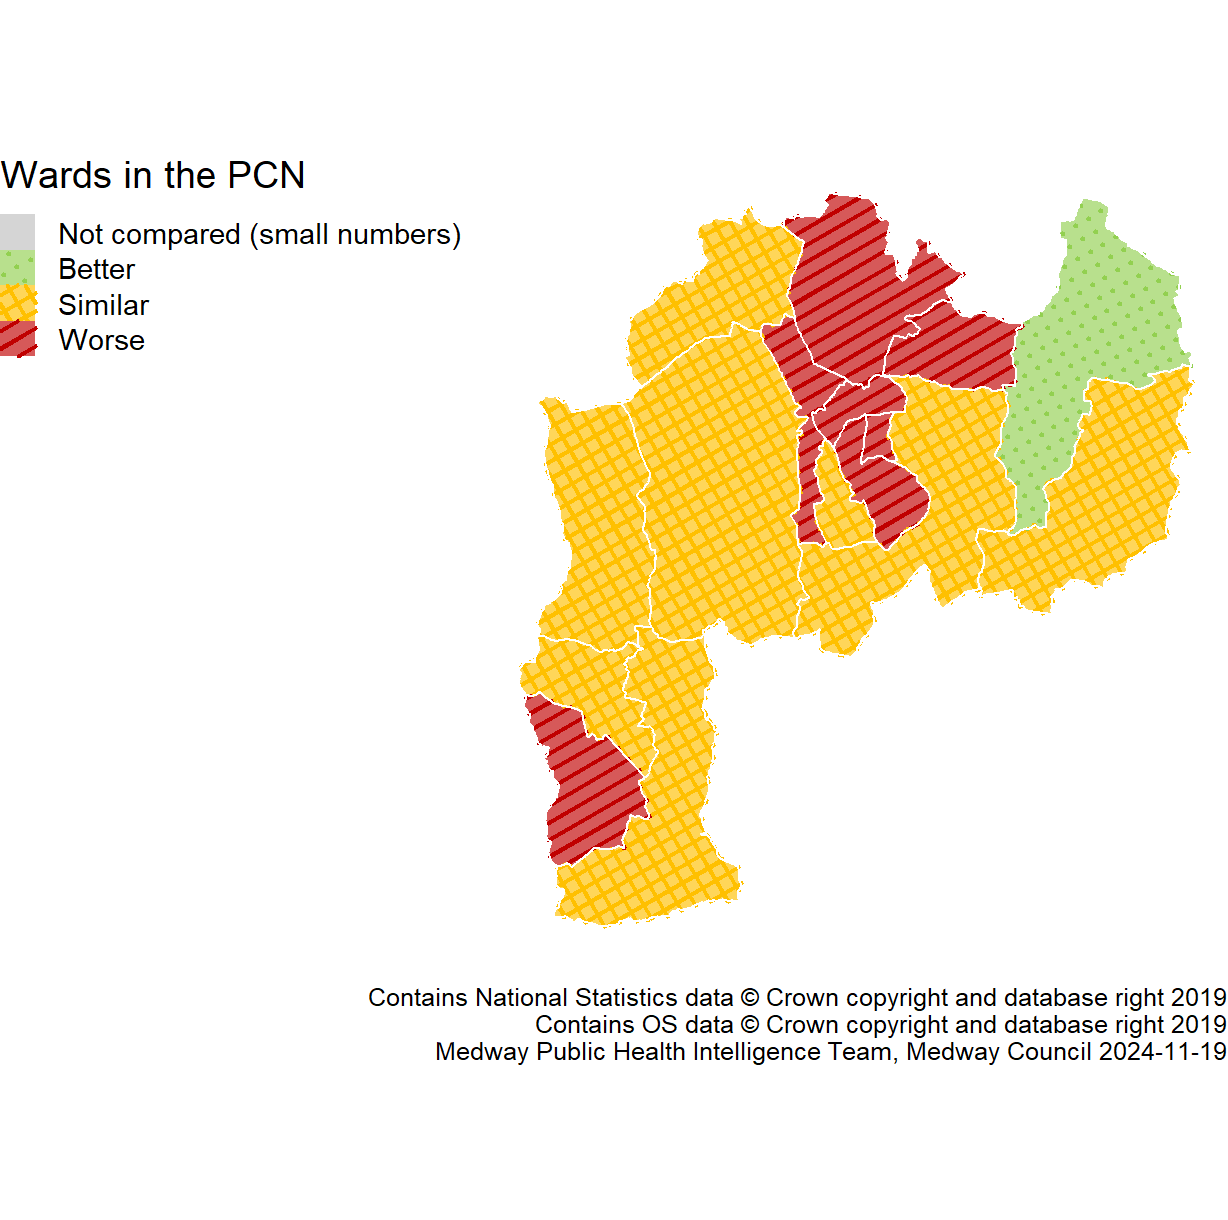 Wards in the PCN
Not compared (small numbers)
Better
Similar
Worse
Contains National Statistics data © Crown copyright and database right 2019
Contains OS data © Crown copyright and database right 2019
Medway Public Health Intelligence Team, Medway Council 2024-11-19